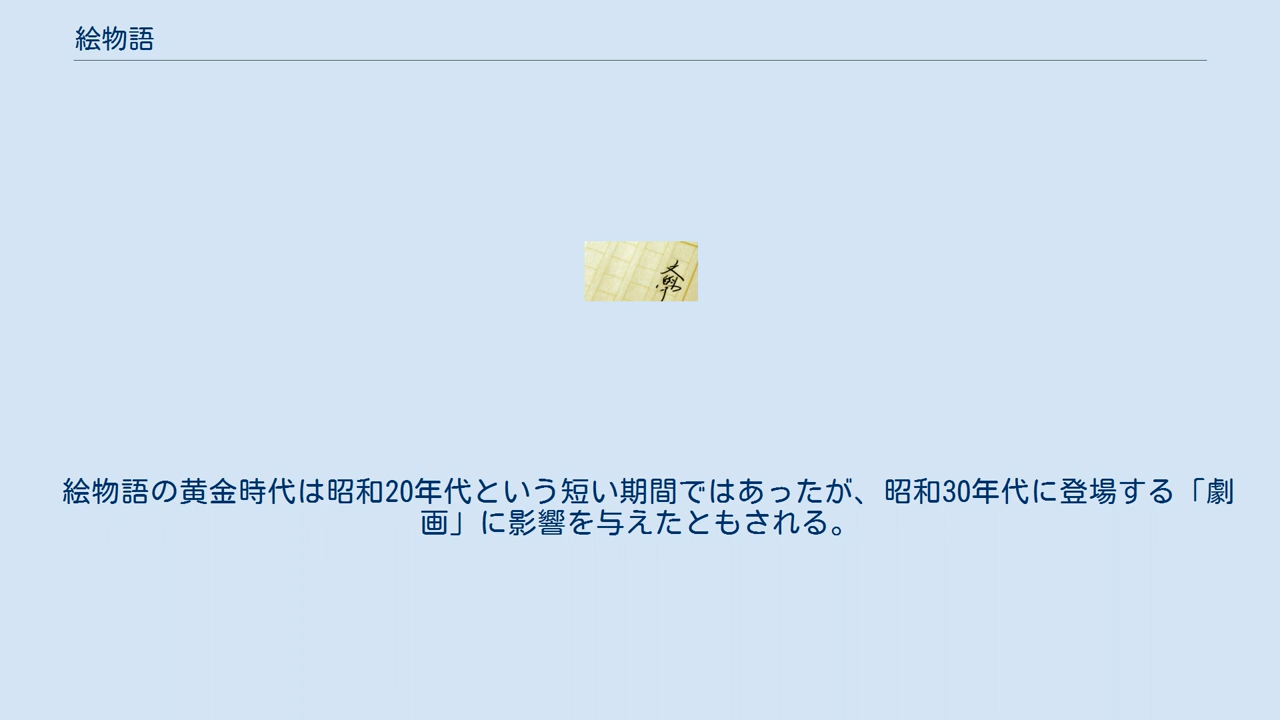 絵物語
絵物語の黄金時代は昭和20年代という短い期間ではあったが、昭和30年代に登場する「劇
画」に影響を与えたともされる。